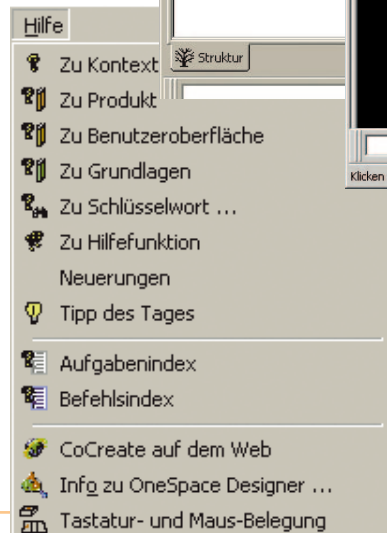 Hilfe
Struktur
Zu Kontext
Zu Produkt
Zu Benutzeroberfläche
Klicken
Zu Grundlagen
Zu Schlüsselwort ...
Zu Hilfefunktion
Neuerungen
Tipp des Tages
Aufgabenindex
Befehlsindex
CoCreate auf dem Web
Info zu OneSpace Designer ...
Tastatur- und Maus-Belegung